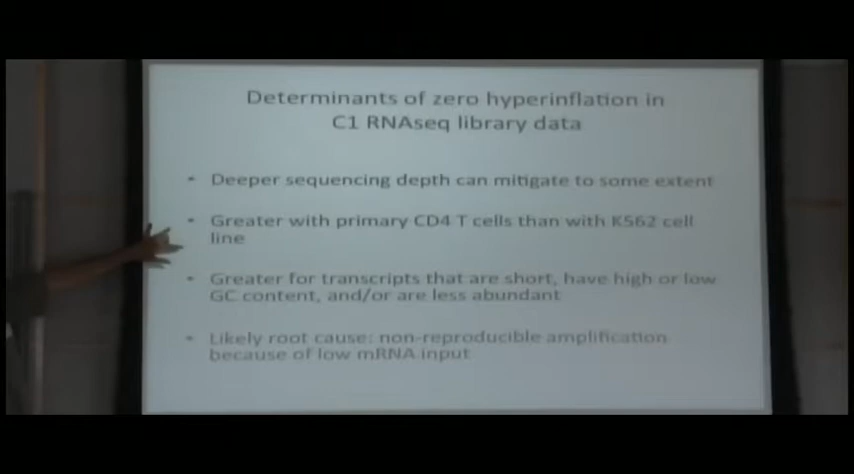 Determinants of zero hyperinflation in
C1 RNAseq library data
- Deeper sequencing depth can mitigate to some extent
- Greater with primary CD4 T cells than with K562 cell
line
- Greater for transcripts that are short, have high or low
GC content, and/or are less abundant
- Likely root cause: non-reproducible amplification
because of low mRNA input